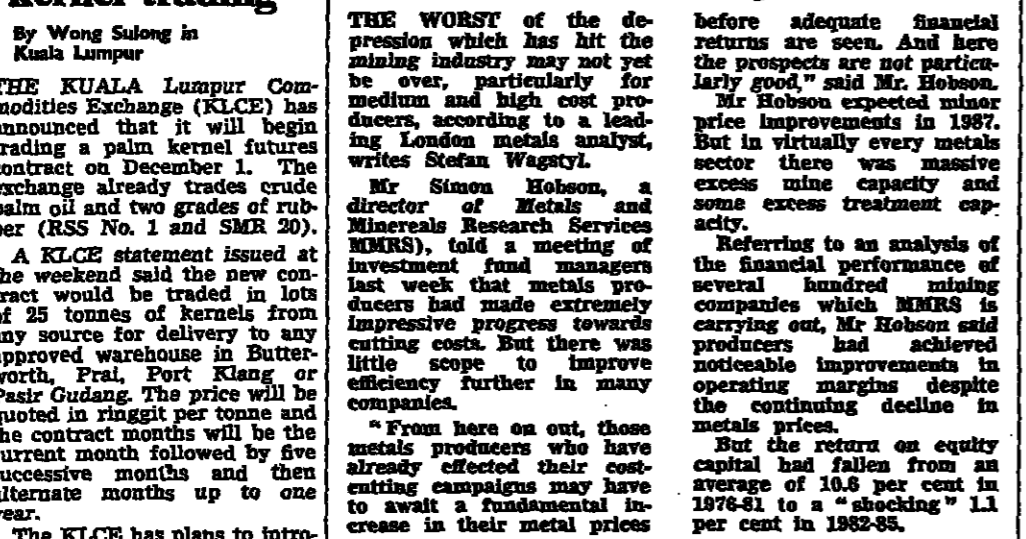 kernel trading
By Wong Sulong in
Kuala Lumpur
THE KUALA Lumpur Com-
modities Exchange (KLCE) has
announced that it will begin
trading a palm kernel futures
contract on December 1. The
exchange already trades crude
palm oil and two grades of rub-
ber (RSS No. 1 and SMR 20).
A KLCE statement issued at
the weekend said the new con-
tract would be traded in lots
of 25 tonnes of kernels from
any source for delivery to any
approved warehouse in Butter-
worth, Prai, Port Klang or
Pasir Gudang. The price will be
quoted in ringgit per tonne and
the contract months will be the
current month followed by five
successive months and then
alternate months up to one
year.
The KLCE has plans to intro-
THE WORST of the de-
pression which has hit the
mining industry may not yet
be over, particularly for
medium and high cost pro-
ducers, according to a lead-
ing London metals analyst,
writes Stefan Wagstyl.
Mr Simon Hobson, a
director of Metals and
Minereals Research Services
MMRS), told a meeting of
investment fund managers
last week that metals pro-
ducers had made extremely
impressive progress towards
cutting costs. But there was
little scope to improve
efficiency further in many
companies.
"From here on out, those
metals producers who have
already effected their cost-
cutting campaigns may have
to await a fundamental in-
crease in their metal prices
before adequate financial
returns are seen. And here
the prospects are not particu-
larly good," said Mr. Hobson.
Mr Hobson expected minor
price improvements in 1987.
But in virtually every metals
sector there was massive
excess mine capacity and
some excess treatment cap-
acity.
Referring to an analysis of
the financial performance of
several hundred mining
companies which MMRS is
carrying out, Mr Hobson said
producers had achieved
noticeable improvements in
operating margins despite
the continuing decline in
metals prices.
But the return on equity
capital had fallen from an
average of 10.6 per cent in
1976-81 to a "shocking" 1.1
per cent in 1982-85.